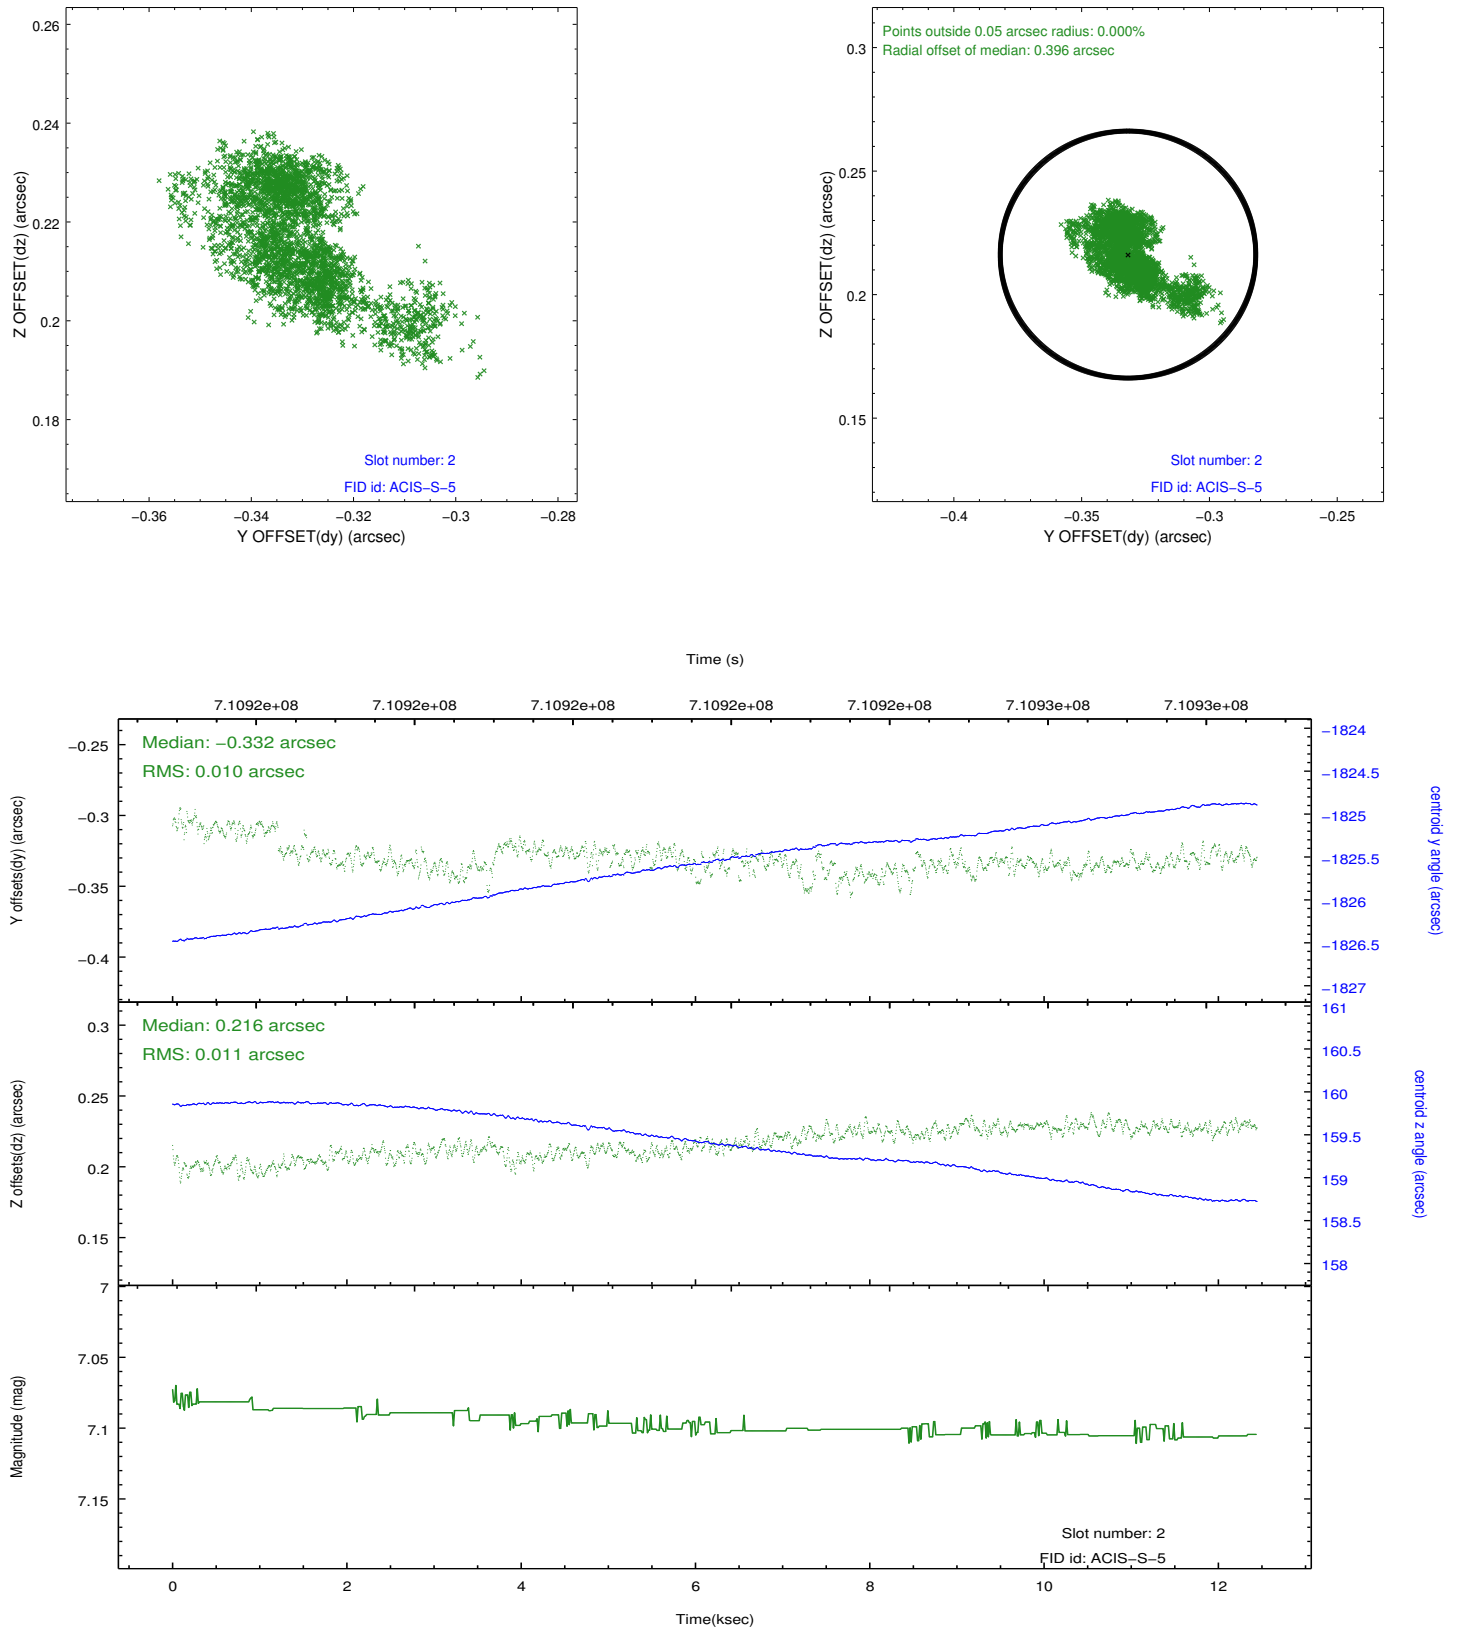 0.26
0.24
0.22
0.2
0.18
Z OFFSET(dz) (arcsec)
Slot number: 2
FID id: ACIS−S−5
−0.36
−0.34
−0.32
−0.3
−0.28
Y OFFSET(dy) (arcsec)
Points outside 0.05 arcsec radius: 0.000%
Radial offset of median: 0.396 arcsec
0.3
0.25
0.2
0.15
Z OFFSET(dz) (arcsec)
Slot number: 2
FID id: ACIS−S−5
−0.4
−0.35
−0.3
−0.25
Y OFFSET(dy) (arcsec)
Time (s)
7.1092e+08
7.1092e+08
7.1092e+08
7.1092e+08
7.1092e+08
7.1093e+08
7.1093e+08
Median: −0.332 arcsec
RMS: 0.010 arcsec
−0.25
−0.3
−0.35
−0.4
Y offsets(dy) (arcsec)
−1824
−1824.5
−1825
−1825.5
−1826
−1826.5
−1827
centroid y angle (arcsec)
Median: 0.216 arcsec
RMS: 0.011 arcsec
0.3
0.25
0.2
0.15
Z offsets(dz) (arcsec)
161
160.5
160
159.5
159
158.5
158
centroid z angle (arcsec)
7
7.05
7.1
7.15
Magnitude (mag)
Slot number: 2
FID id: ACIS−S−5
0
2
4
6
8
10
12
Time(ksec)